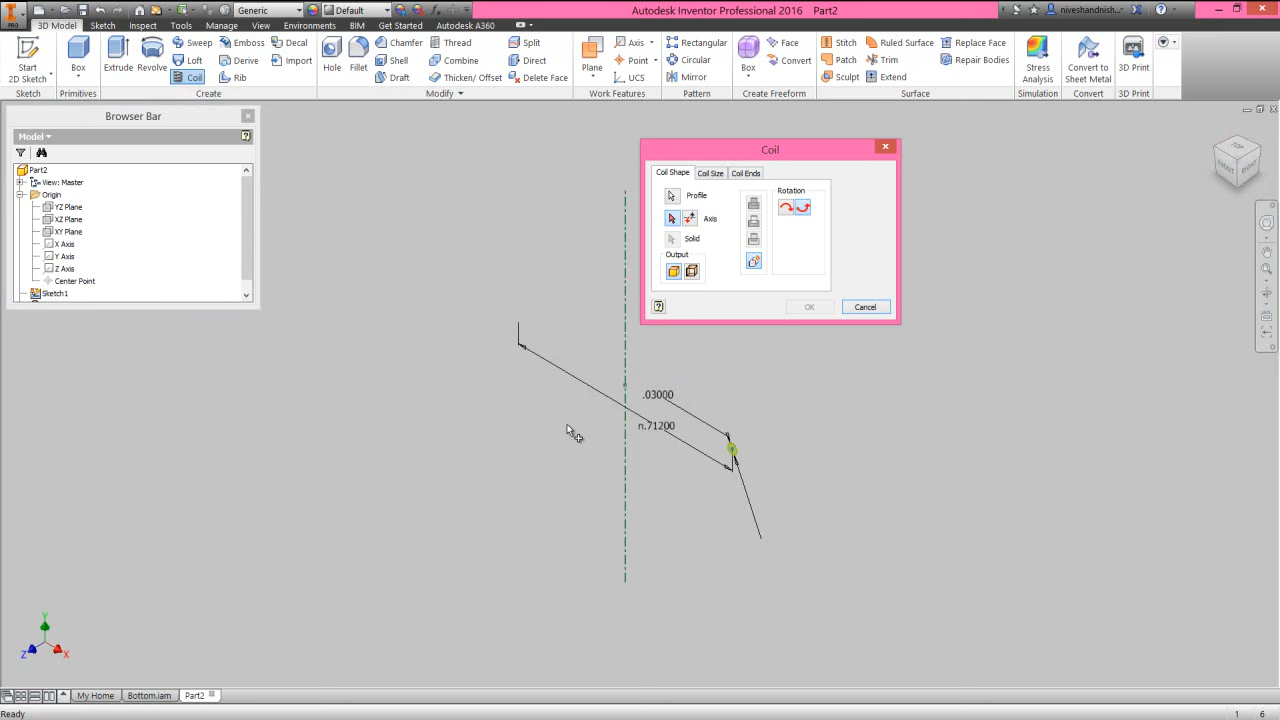 PRO
Generic
Default
fx
Autodesk Inventor Professional 2016 Part2
niveshandnish...
3D Model
Sketch
Inspect
Tools
Manage
View
Environments
BIM
Get Started
Autodesk A360
Start
2D Sketch
Sketch
Box
Primitives
Extrude
Revolve
Sweep
Loft
Coil
Emboss
Derive
Rib
Decal
Import
Create
Hole
Fillet
Chamfer
Shell
Draft
Thread
Combine
Thicken/ Offset
Split
Direct
Delete Face
Modify
Plane
Axis
Point
UCS
Work Features
Rectangular
Circular
Mirror
Pattern
Box
Face
Convert
Create Freeform
Stitch
Patch
Sculpt
Ruled Surface
Trim
Extend
Replace Face
Repair Bodies
Surface
Stress
Analysis
Simulation
Convert to
Sheet Metal
Convert
3D Print
3D Print
Browser Bar
Model
Part2
View: Master
Origin
YZ Plane
XZ Plane
XY Plane
X Axis
Y Axis
Z Axis
Center Point
Sketch1
Coil
Coil Shape
Coil Size
Coil Ends
Profile
Axis
Solid
Output
Rotation
OK
Cancel
TOP
FRONT
RIGHT
.03000
n.71200
Y
Z
X
My Home
Bottom.iam
Part2
Ready
1
6